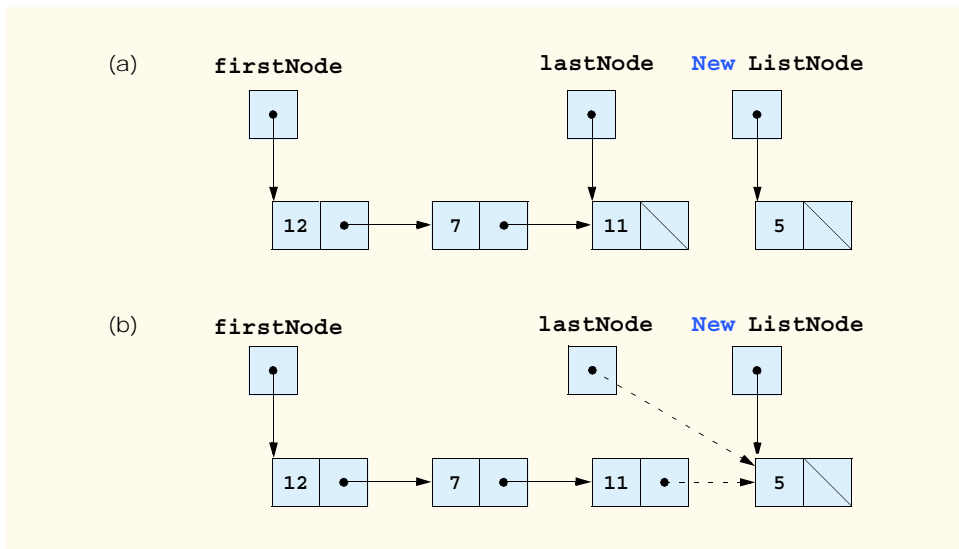 (a) firstNode lastNode New ListNode
12 7 11 5
(b) firstNode lastNode New ListNode
12 7 11 5